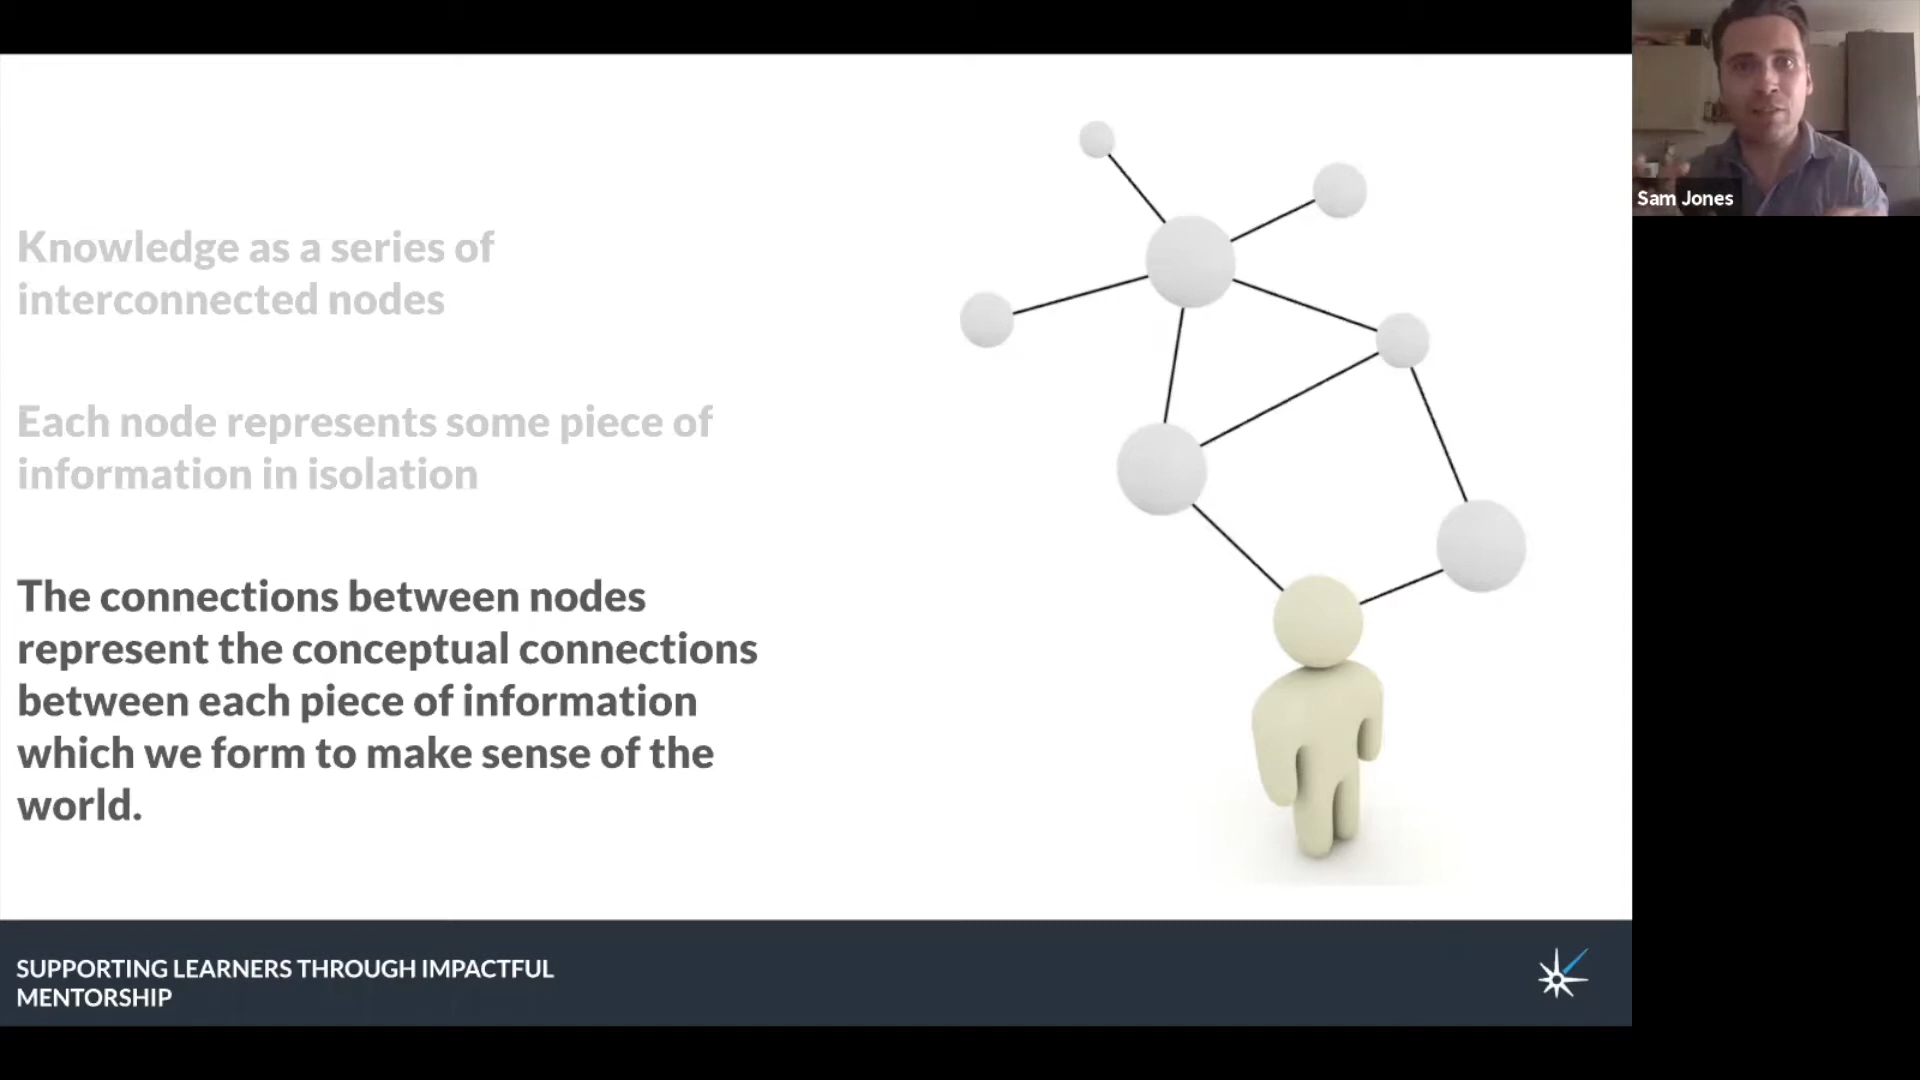 Knowledge as a series of
interconnected nodes
Each node represents some piece of
information in isolation
The connections between nodes
represent the conceptual connections
between each piece of information
which we form to make sense of the
world.
SUPPORTING LEARNERS THROUGH IMPACTFUL
MENTORSHIP
Sam Jones